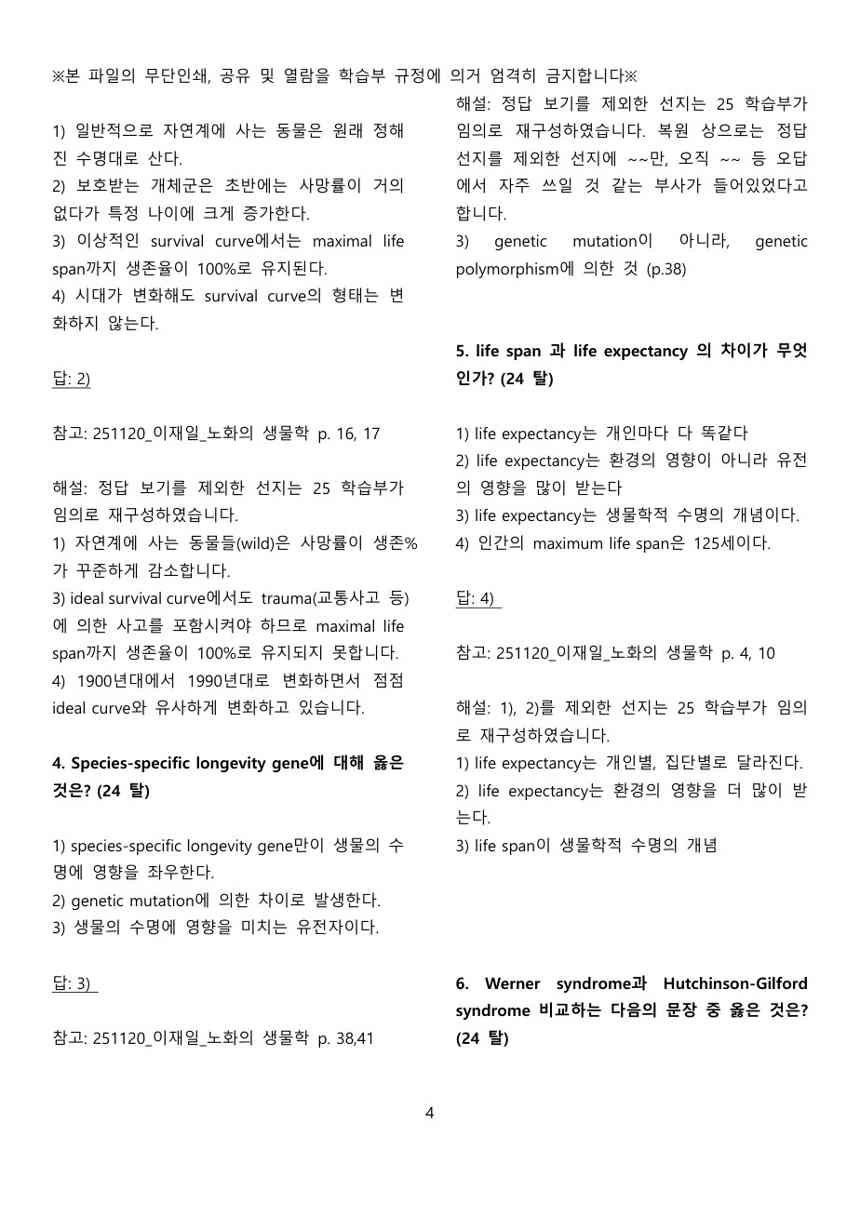 ※본 파일의 무단인쇄, 공유 및 열람을 학습부 규정에 의거 엄격히 금지합니다※
1) 일반적으로 자연계에 사는 동물은 원래 정해
진 수명대로 산다.
2) 보호받는 개체군은 초반에는 사망률이 거의
없다가 특정 나이에 크게 증가한다.
3) 이상적인 survival curve에서는 maximal life
span까지 생존율이 100%로 유지된다.
4) 시대가 변화해도 survival curve의 형태는 변
화하지 않는다.
답: 2)
참고: 251120_이재일_노화의 생물학 p. 16, 17
해설: 정답 보기를 제외한 선지는 25 학습부가
임의로 재구성하였습니다.
1) 자연계에 사는 동물들(wild)은 사망률이 생존%
가 꾸준하게 감소합니다.
3) ideal survival curve에서도 trauma(교통사고 등)
에 의한 사고를 포함시켜야 하므로 maximal life
span까지 생존율이 100%로 유지되지 못합니다.
4) 1900년대에서 1990년대로 변화하면서 점점
ideal curve와 유사하게 변화하고 있습니다.
4. Species-specific longevity gene에 대해 옳은
것은? (24 탈)
1) species-specific longevity gene만이 생물의 수
명에 영향을 좌우한다.
2) genetic mutation에 의한 차이로 발생한다.
3) 생물의 수명에 영향을 미치는 유전자이다.
답: 3)
참고: 251120_이재일_노화의 생물학 p. 38,41
해설: 정답 보기를 제외한 선지는 25 학습부가
임의로 재구성하였습니다. 복원 상으로는 정답
선지를 제외한 선지에 ~~만, 오직 ~~ 등 오답
에서 자주 쓰일 것 같은 부사가 들어있었다고
합니다.
3) genetic mutation이 아니라, genetic
polymorphism에 의한 것 (p.38)
5. life span 과 life expectancy 의 차이가 무엇
인가? (24 탈)
1) life expectancy는 개인마다 다 똑같다
2) life expectancy는 환경의 영향이 아니라 유전
의 영향을 많이 받는다
3) life expectancy는 생물학적 수명의 개념이다.
4) 인간의 maximum life span은 125세이다.
답: 4)
참고: 251120_이재일_노화의 생물학 p. 4, 10
해설: 1), 2)를 제외한 선지는 25 학습부가 임의
로 재구성하였습니다.
1) life expectancy는 개인별, 집단별로 달라진다.
2) life expectancy는 환경의 영향을 더 많이 받
는다.
3) life span이 생물학적 수명의 개념
6. Werner syndrome과 Hutchinson-Gilford
syndrome 비교하는 다음의 문장 중 옳은 것은?
(24 탈)
4